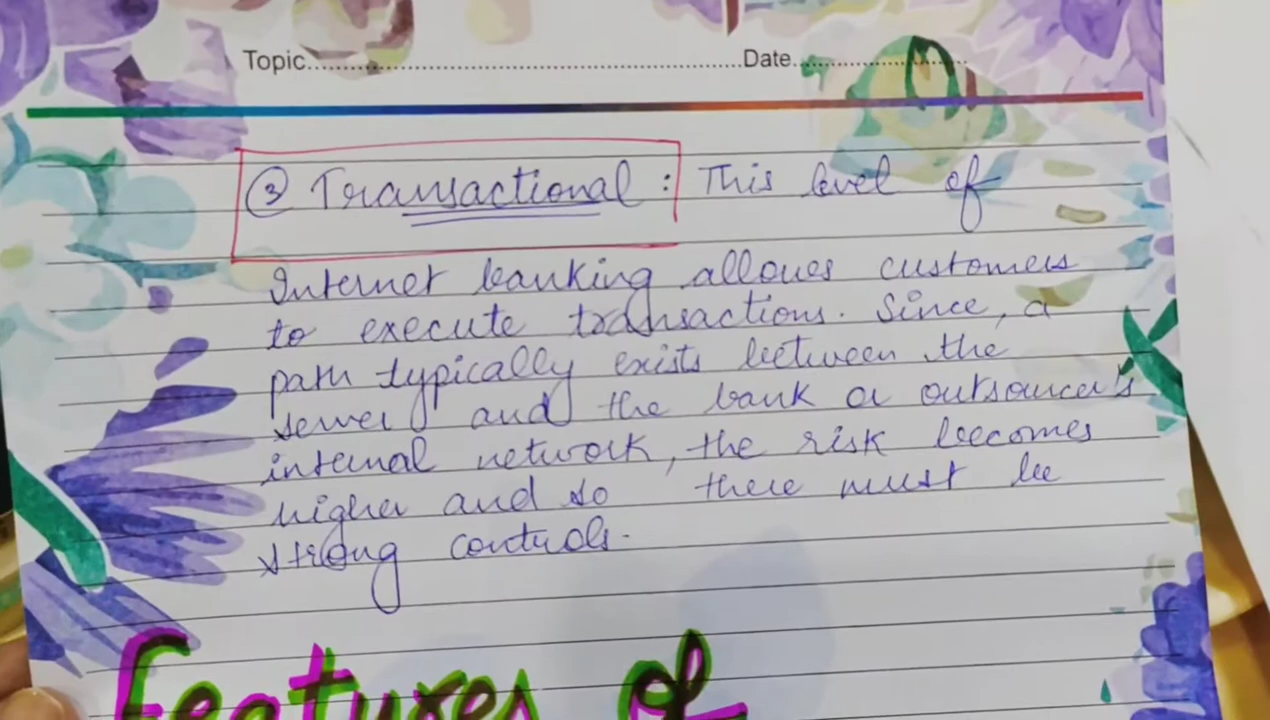 Topic..........................................................Date..........................
③ Transactional : This level of
Internet banking allows customers
to execute transactions. Since, a
path typically exists between the
server and the bank or outsourcer's
internal network, the risk becomes
higher and so there must be
strong controls.
Features of